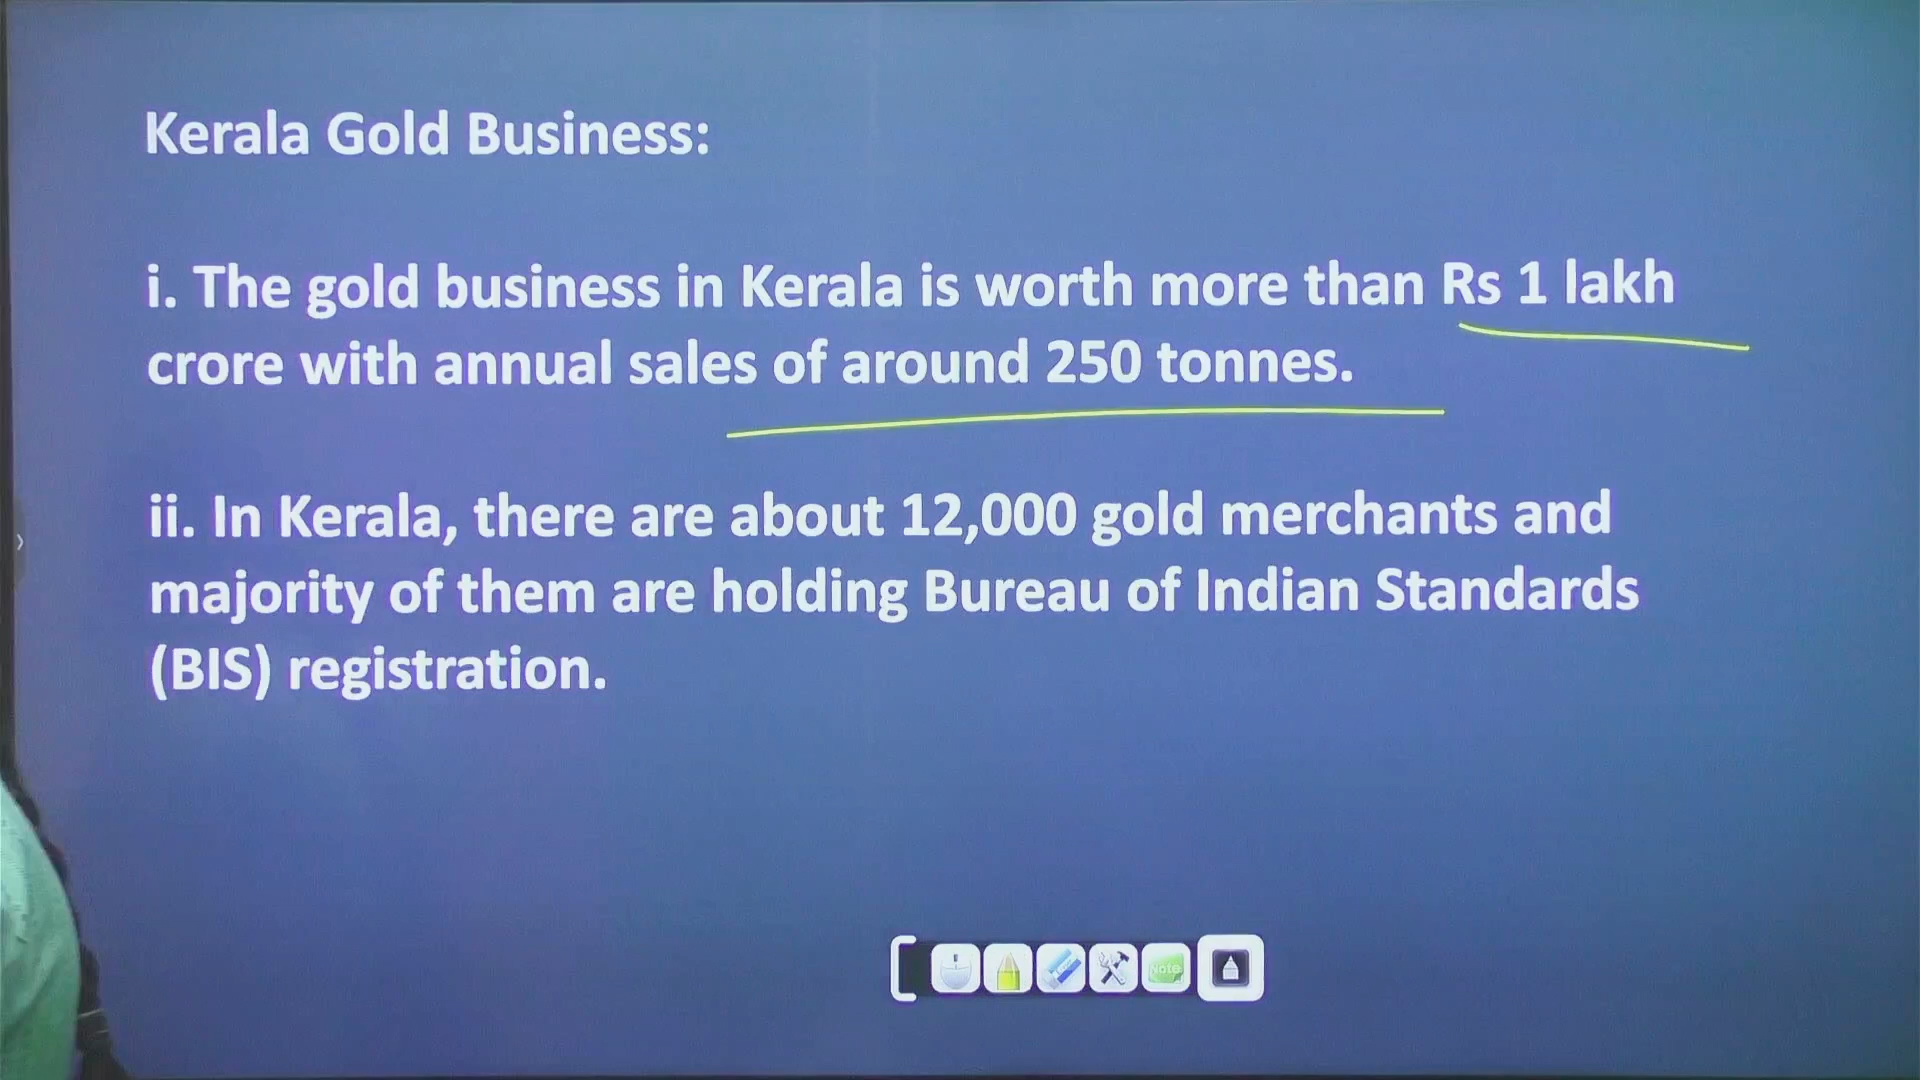 Kerala Gold Business:
i. The gold business in Kerala is worth more than Rs 1 lakh
crore with annual sales of around 250 tonnes.
ii. In Kerala, there are about 12,000 gold merchants and
majority of them are holding Bureau of Indian Standards
(BIS) registration.
Note